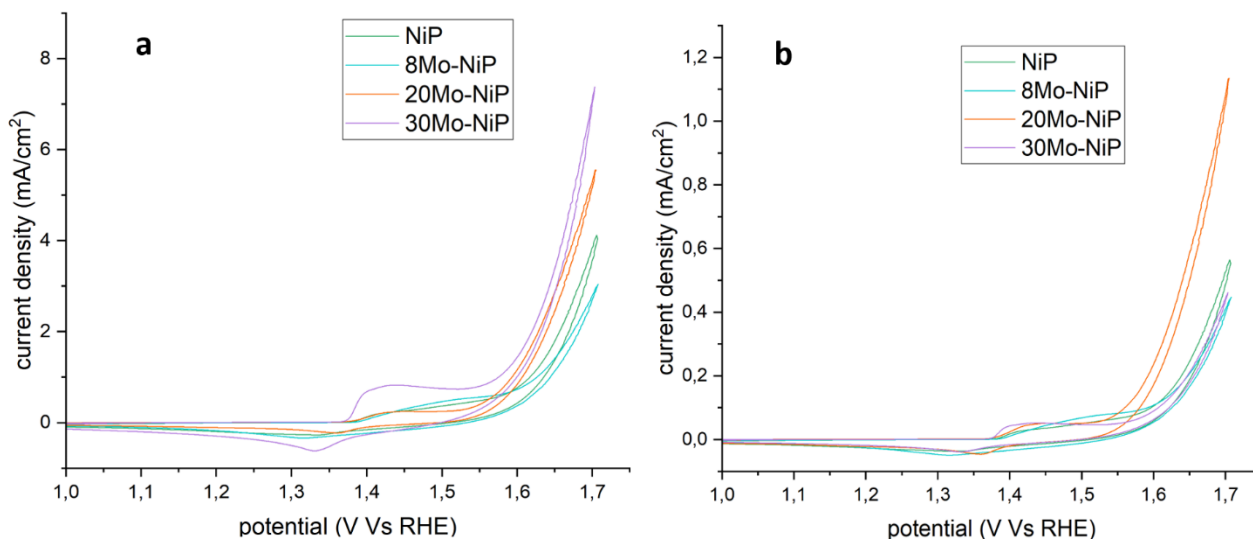 a
NiP
8Mo-NiP
20Mo-NiP
30Mo-NiP
8
6
4
2
0
current density (mA/cm²)
1,0 1,1 1,2 1,3 1,4 1,5 1,6 1,7
potential (V Vs RHE)
b
NiP
8Mo-NiP
20Mo-NiP
30Mo-NiP
1,2
1,0
0,8
0,6
0,4
0,2
0,0
current density (mA/cm²)
1,0 1,1 1,2 1,3 1,4 1,5 1,6 1,7
potential (V Vs RHE)